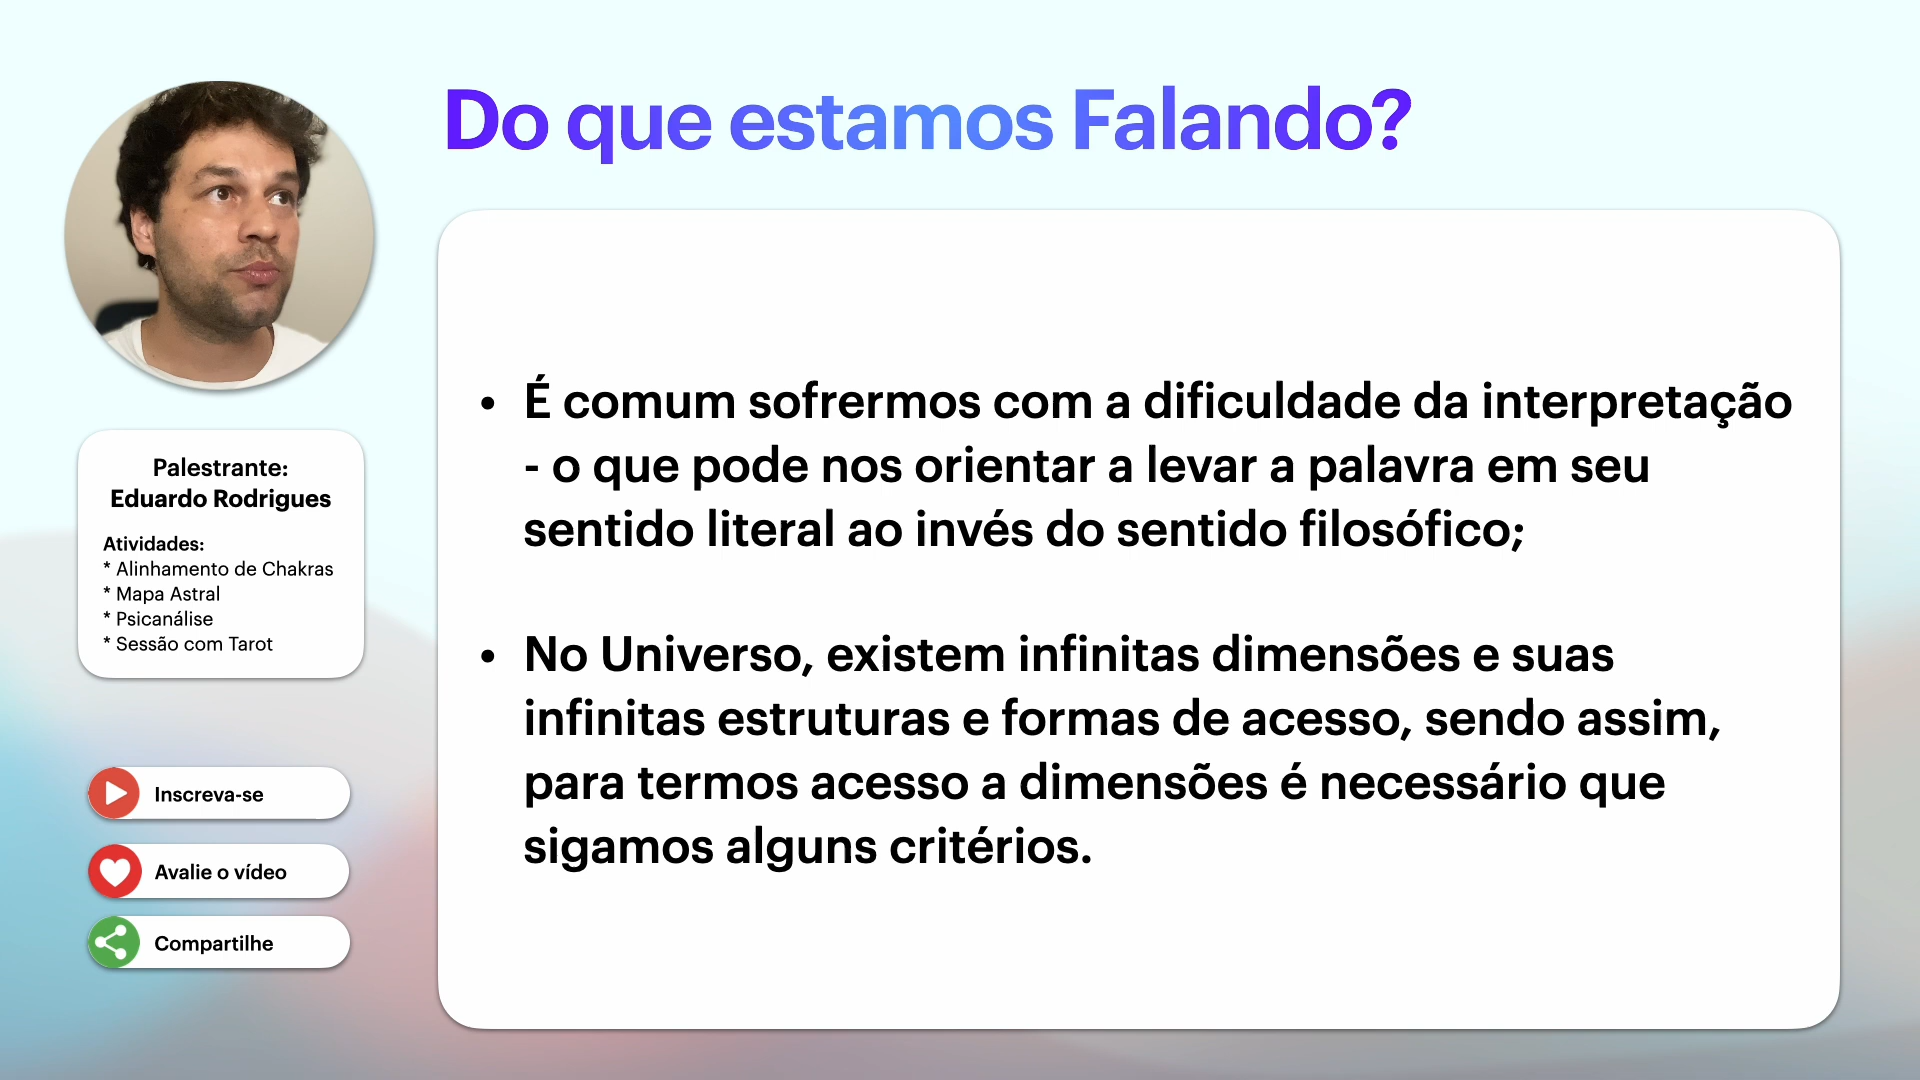 Do que estamos Falando?
Palestrante:
Eduardo Rodrigues
Atividades:
* Alinhamento de Chakras
* Mapa Astral
* Psicanálise
* Sessão com Tarot
Inscreva-se
Avalie o vídeo
Compartilhe
• É comum sofrermos com a dificuldade da interpretação
- o que pode nos orientar a levar a palavra em seu
sentido literal ao invés do sentido filosófico;
• No Universo, existem infinitas dimensões e suas
infinitas estruturas e formas de acesso, sendo assim,
para termos acesso a dimensões é necessário que
sigamos alguns critérios.